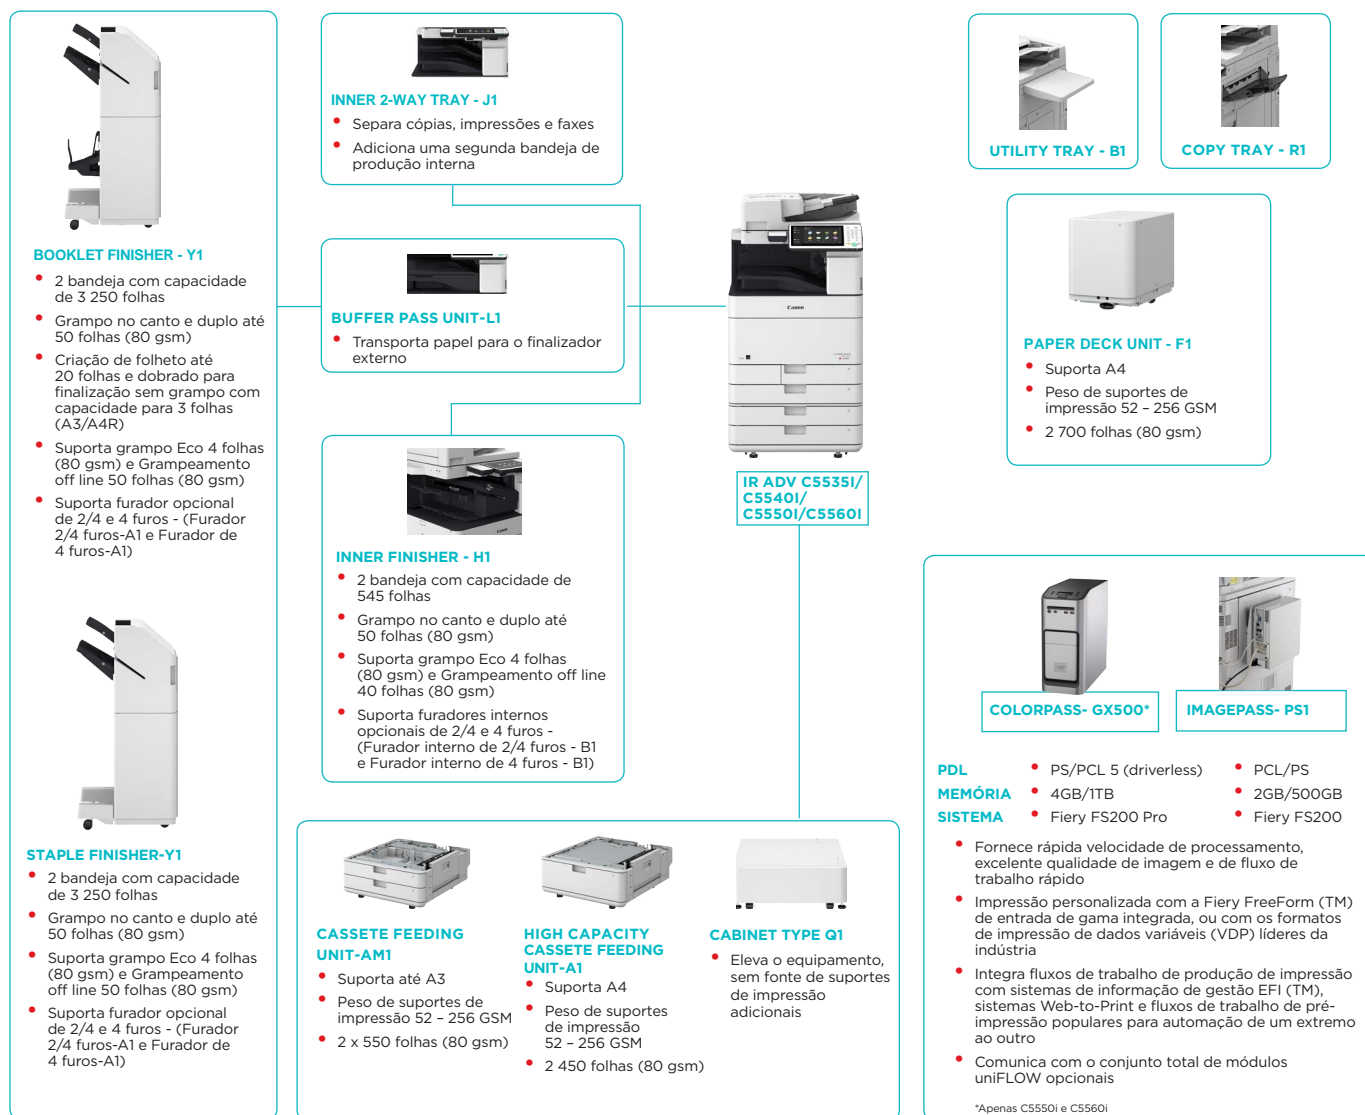 BOOKLET FINISHER - Y1
2 bandeja com capacidade
de 3 250 folhas
Grampo no canto e duplo até
50 folhas (80 gsm)
Criação de folheto até
20 folhas e dobrado para
finalização sem grampo com
capacidade para 3 folhas
(A3/A4R)
Suporta grampo Eco 4 folhas
(80 gsm) e Grampeamento
off line 50 folhas (80 gsm)
Suporta furador opcional
de 2/4 e 4 furos - (Furador
2/4 furos-A1 e Furador de
4 furos-A1)
STAPLE FINISHER-Y1
2 bandeja com capacidade
de 3 250 folhas
Grampo no canto e duplo até
50 folhas (80 gsm)
Suporta grampo Eco 4 folhas
(80 gsm) e Grampeamento
off line 50 folhas (80 gsm)
Suporta furador opcional
de 2/4 e 4 furos - (Furador
2/4 furos-A1 e Furador de
4 furos-A1)
INNER 2-WAY TRAY - J1
Separa cópias, impressões e faxes
Adiciona uma segunda bandeja de
produção interna
BUFFER PASS UNIT-L1
Transporta papel para o finalizador
externo
INNER FINISHER - H1
2 bandeja com capacidade de
545 folhas
Grampo no canto e duplo até
50 folhas (80 gsm)
Suporta grampo Eco 4 folhas
(80 gsm) e Grampeamento off line
40 folhas (80 gsm)
Suporta furadores internos
opcionais de 2/4 e 4 furos -
(Furador interno de 2/4 furos - B1
e Furador interno de 4 furos - B1)
Canon
IR ADV C5535I/
C5540I/
C5550I/C5560I
CASSETE FEEDING
UNIT-AM1
Suporta até A3
Peso de suportes de
impressão 52 – 256 GSM
2 x 550 folhas (80 gsm)
HIGH CAPACITY
CASSETE FEEDING
UNIT-A1
Suporta A4
Peso de suportes
de impressão
52 – 256 GSM
2 450 folhas (80 gsm)
CABINET TYPE Q1
Eleva o equipamento,
sem fonte de suportes
de impressão
adicionais
UTILITY TRAY - B1
COPY TRAY - R1
PAPER DECK UNIT - F1
Suporta A4
Peso de suportes de
impressão 52 – 256 GSM
2 700 folhas (80 gsm)
COLORPASS- GX500*
IMAGEPASS- PS1
PDL PS/PCL 5 (driverless) PCL/PS
MEMÓRIA 4GB/1TB 2GB/500GB
SISTEMA Fiery FS200 Pro Fiery FS200
Fornece rápida velocidade de processamento,
excelente qualidade de imagem e de fluxo de
trabalho rápido
Impressão personalizada com a Fiery FreeForm (TM)
de entrada de gama integrada, ou com os formatos
de impressão de dados variáveis (VDP) líderes da
indústria
Integra fluxos de trabalho de produção de impressão
com sistemas de informação de gestão EFI (TM),
sistemas Web-to-Print e fluxos de trabalho de pré-
impressão populares para automação de um extremo
ao outro
Comunica com o conjunto total de módulos
uniFLOW opcionais
*Apenas C5550i e C5560i